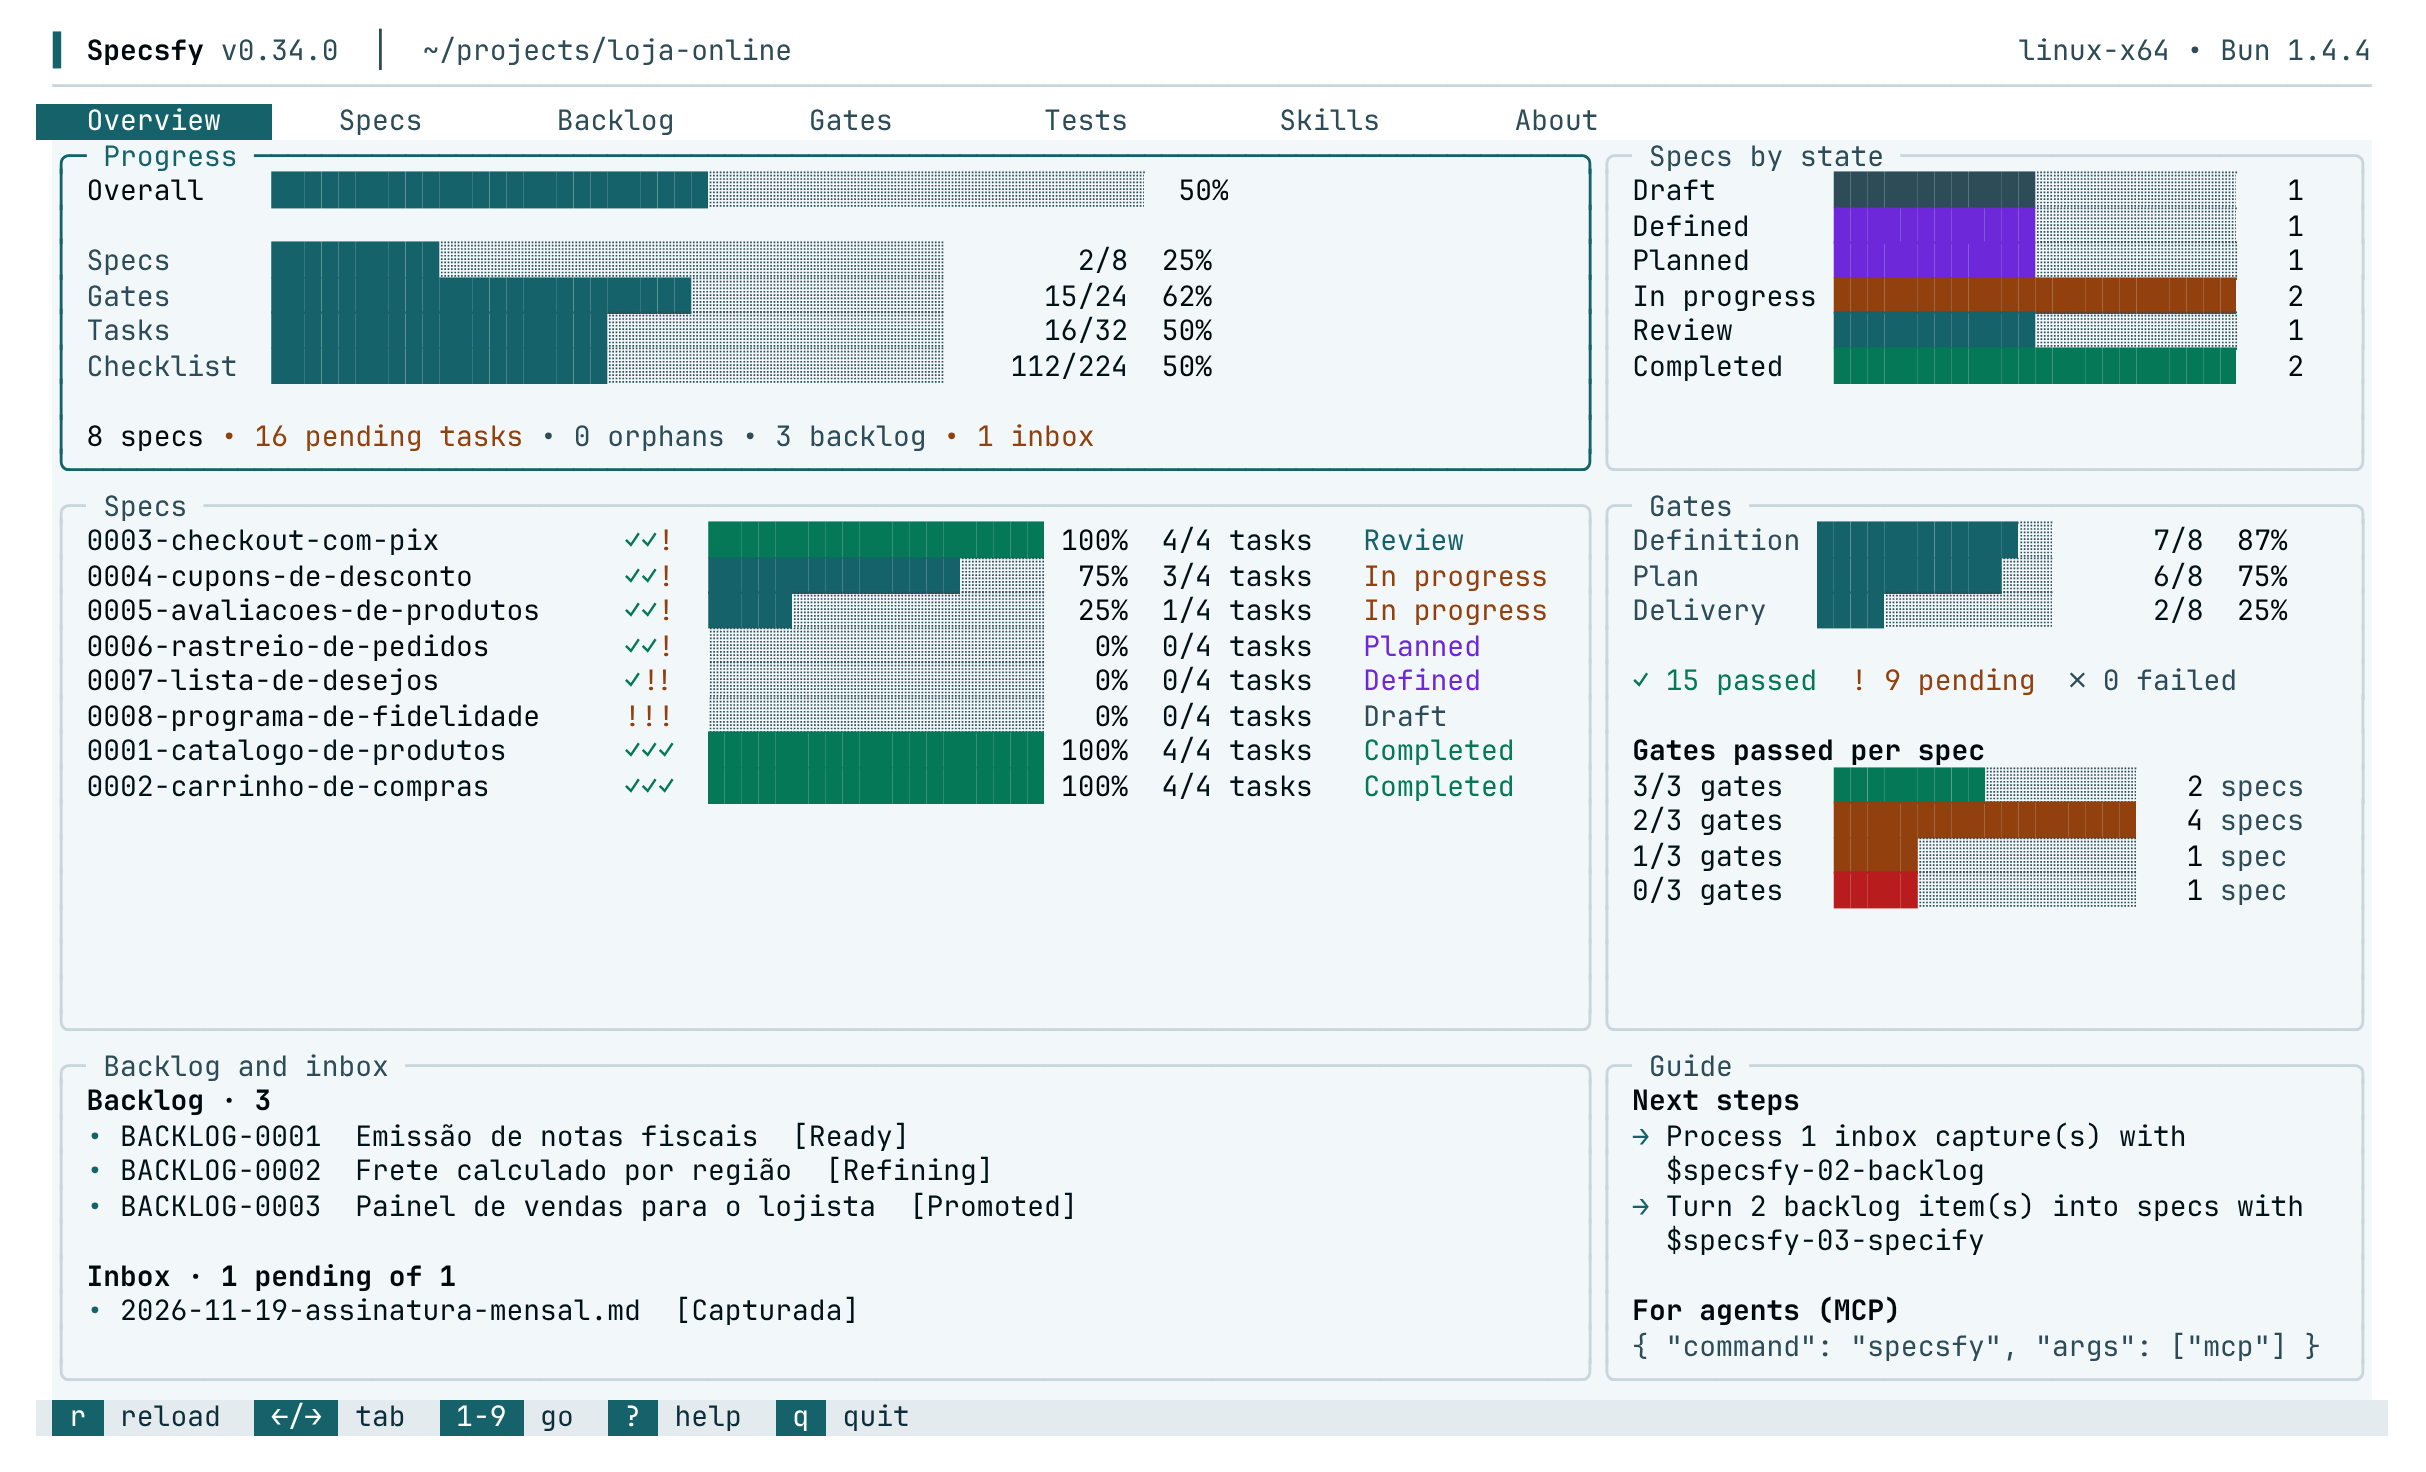 Specsfy v0.34.0 │ ~/projects/loja-online linux-x64 • Bun 1.4.4
Overview Specs Backlog Gates Tests Skills About
Progress
Overall 50%
Specs 2/8 25%
Gates 15/24 62%
Tasks 16/32 50%
Checklist 112/224 50%
8 specs • 16 pending tasks • 0 orphans • 3 backlog • 1 inbox
Specs by state
Draft 1
Defined 1
Planned 1
In progress 2
Review 1
Completed 2
Specs
0003-checkout-com-pix ✓✓! 100% 4/4 tasks Review
0004-cupons-de-desconto ✓✓! 75% 3/4 tasks In progress
0005-avaliacoes-de-produtos ✓✓! 25% 1/4 tasks In progress
0006-rastreio-de-pedidos ✓✓! 0% 0/4 tasks Planned
0007-lista-de-desejos ✓!! 0% 0/4 tasks Defined
0008-programa-de-fidelidade !!! 0% 0/4 tasks Draft
0001-catalogo-de-produtos ✓✓✓ 100% 4/4 tasks Completed
0002-carrinho-de-compras ✓✓✓ 100% 4/4 tasks Completed
Gates
Definition 7/8 87%
Plan 6/8 75%
Delivery 2/8 25%
✓ 15 passed ! 9 pending ✕ 0 failed
Gates passed per spec
3/3 gates 2 specs
2/3 gates 4 specs
1/3 gates 1 spec
0/3 gates 1 spec
Backlog and inbox
Backlog · 3
• BACKLOG-0001 Emissão de notas fiscais [Ready]
• BACKLOG-0002 Frete calculado por região [Refining]
• BACKLOG-0003 Painel de vendas para o lojista [Promoted]
Inbox · 1 pending of 1
• 2026-11-19-assinatura-mensal.md [Capturada]
Guide
Next steps
→ Process 1 inbox capture(s) with
$specsfy-02-backlog
→ Turn 2 backlog item(s) into specs with
$specsfy-03-specify
For agents (MCP)
{ "command": "specsfy", "args": ["mcp"] }
r reload ←/→ tab 1-9 go ? help q quit